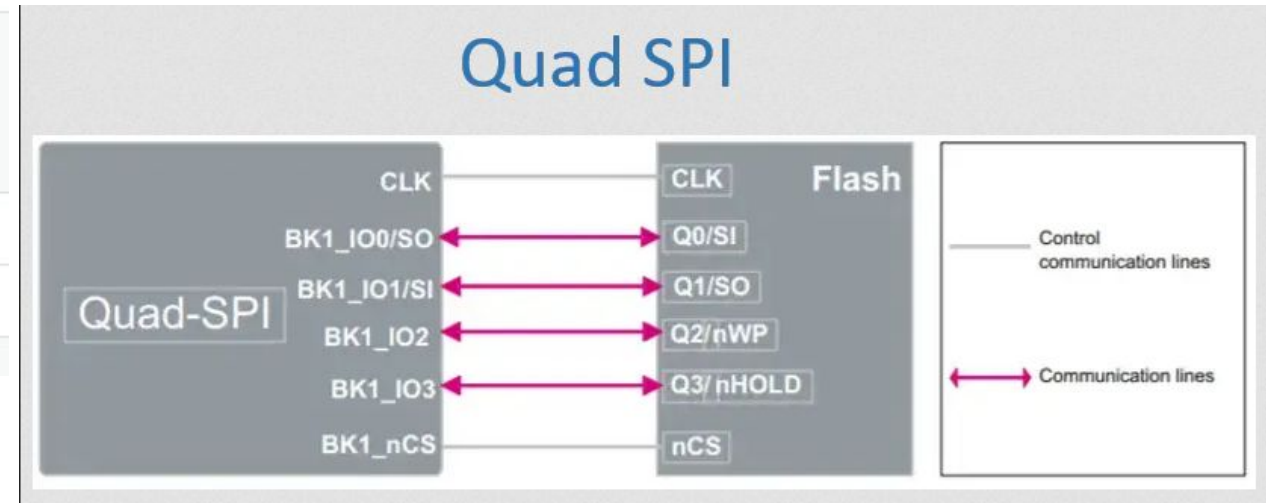 Quad SPI
Quad-SPI
CLK
BK1_IO0/SO
BK1_IO1/SI
BK1_IO2
BK1_IO3
BK1_nCS
Flash
CLK
Q0/SI
Q1/SO
Q2/nWP
Q3/ nHOLD
nCS
Control
communication lines
Communication lines